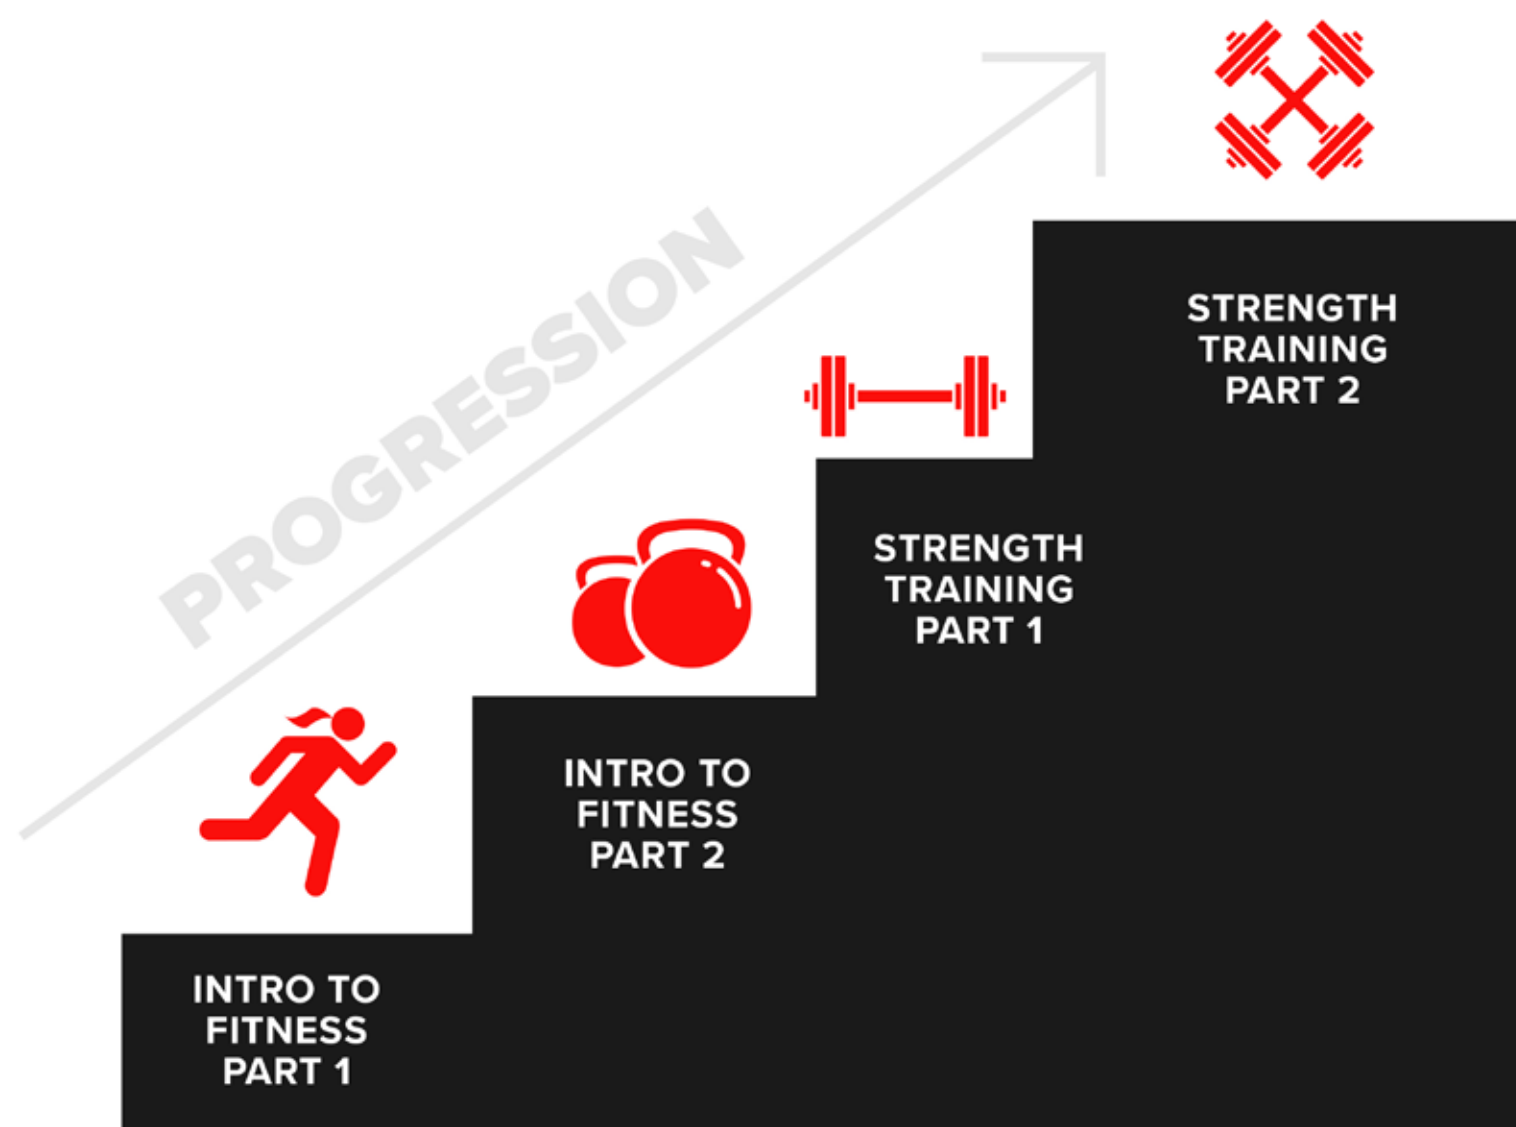 PROGRESSION
STRENGTH
TRAINING
PART 2
STRENGTH
TRAINING
PART 1
INTRO TO
FITNESS
PART 2
INTRO TO
FITNESS
PART 1